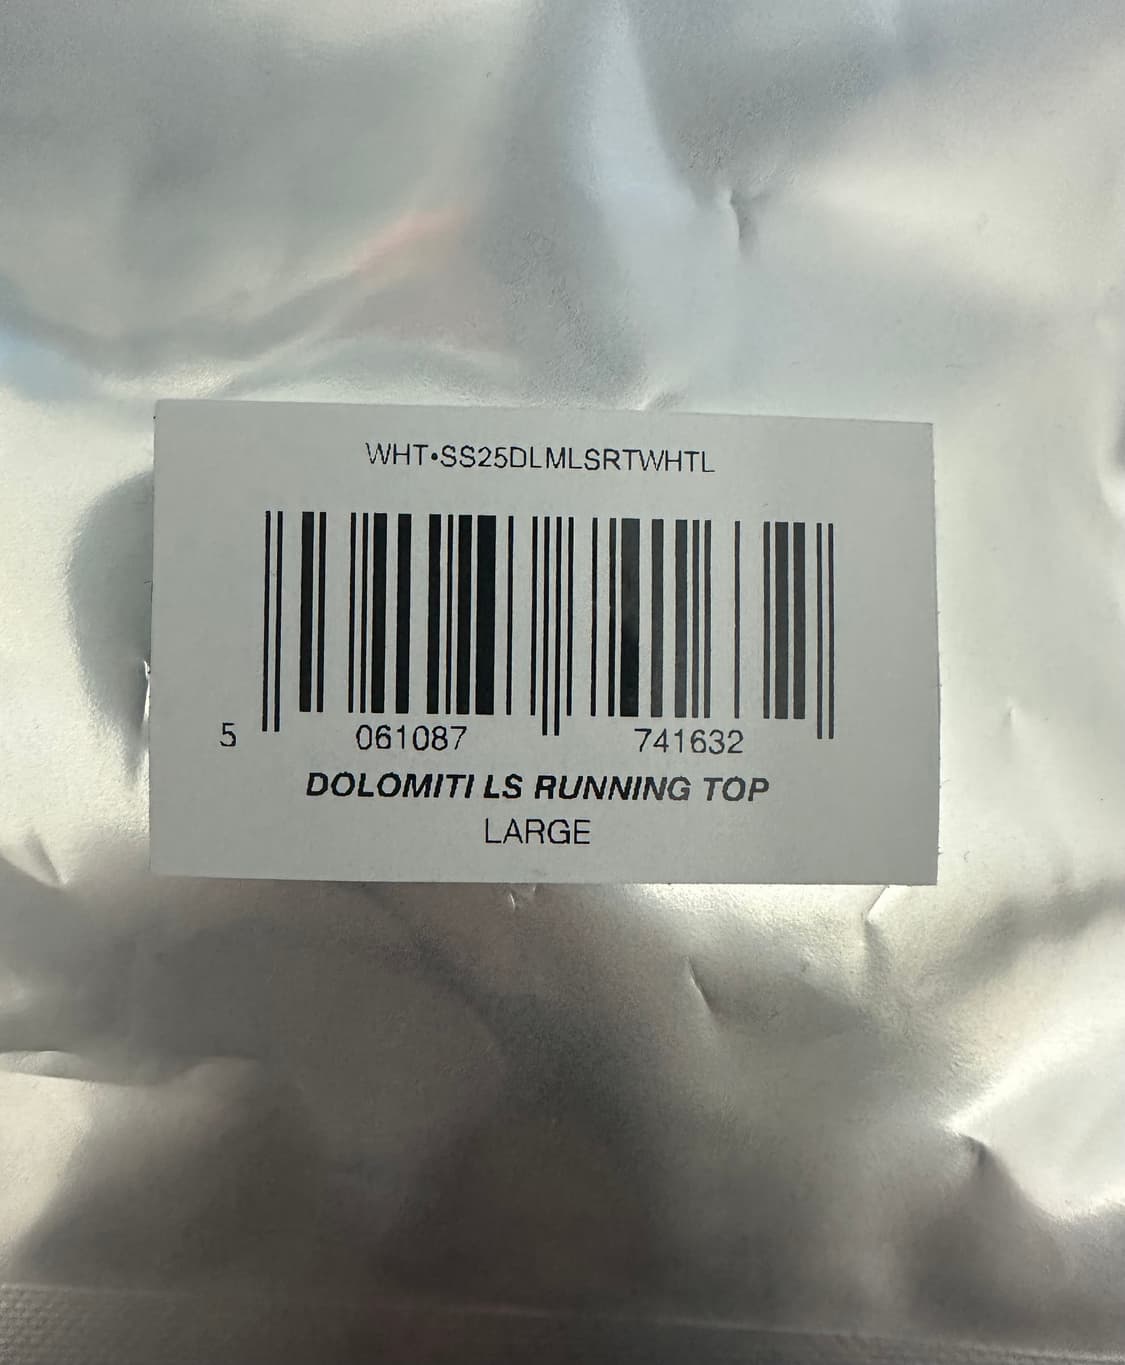 WHT•SS25DLMLSRTWHTL
5 061087 741632
DOLOMITI LS RUNNING TOP
LARGE